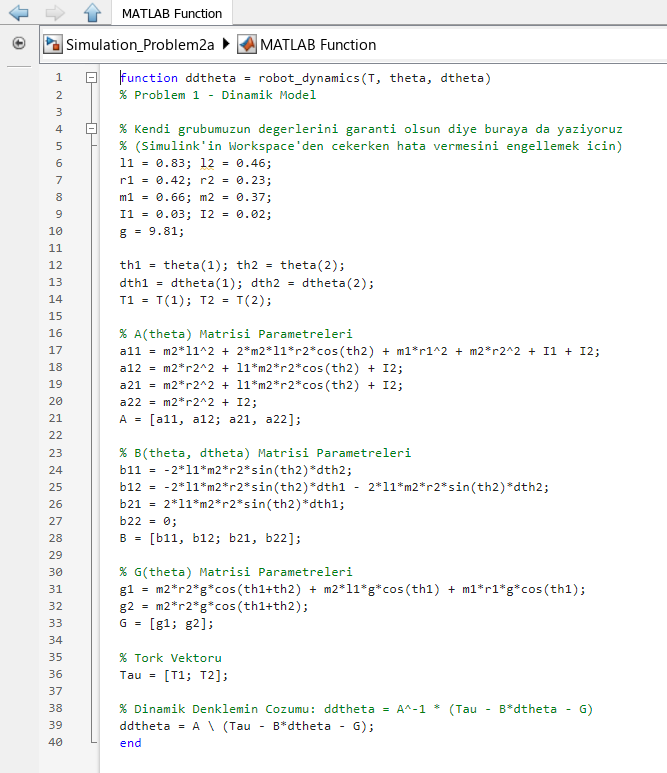 MATLAB Function
Simulation_Problem2a MATLAB Function
1 function ddtheta = robot_dynamics(T, theta, dtheta)
2 % Problem 1 - Dinamik Model
3
4 % Kendi grubumuzun degerlerini garanti olsun diye buraya da yaziyoruz
5 % (Simulink'in Workspace'den cekerken hata vermesini engellemek icin)
6 l1 = 0.83; l2 = 0.46;
7 r1 = 0.42; r2 = 0.23;
8 m1 = 0.66; m2 = 0.37;
9 I1 = 0.03; I2 = 0.02;
10 g = 9.81;
11
12 th1 = theta(1); th2 = theta(2);
13 dth1 = dtheta(1); dth2 = dtheta(2);
14 T1 = T(1); T2 = T(2);
15
16 % A(theta) Matrisi Parametreleri
17 a11 = m2*l1^2 + 2*m2*l1*r2*cos(th2) + m1*r1^2 + m2*r2^2 + I1 + I2;
18 a12 = m2*r2^2 + l1*m2*r2*cos(th2) + I2;
19 a21 = m2*r2^2 + l1*m2*r2*cos(th2) + I2;
20 a22 = m2*r2^2 + I2;
21 A = [a11, a12; a21, a22];
22
23 % B(theta, dtheta) Matrisi Parametreleri
24 b11 = -2*l1*m2*r2*sin(th2)*dth2;
25 b12 = -2*l1*m2*r2*sin(th2)*dth1 - 2*l1*m2*r2*sin(th2)*dth2;
26 b21 = 2*l1*m2*r2*sin(th2)*dth1;
27 b22 = 0;
28 B = [b11, b12; b21, b22];
29
30 % G(theta) Matrisi Parametreleri
31 g1 = m2*r2*g*cos(th1+th2) + m2*l1*g*cos(th1) + m1*r1*g*cos(th1);
32 g2 = m2*r2*g*cos(th1+th2);
33 G = [g1; g2];
34
35 % Tork Vektoru
36 Tau = [T1; T2];
37
38 % Dinamik Denklemin Cozumu: ddtheta = A^-1 * (Tau - B*dtheta - G)
39 ddtheta = A \ (Tau - B*dtheta - G);
40 end